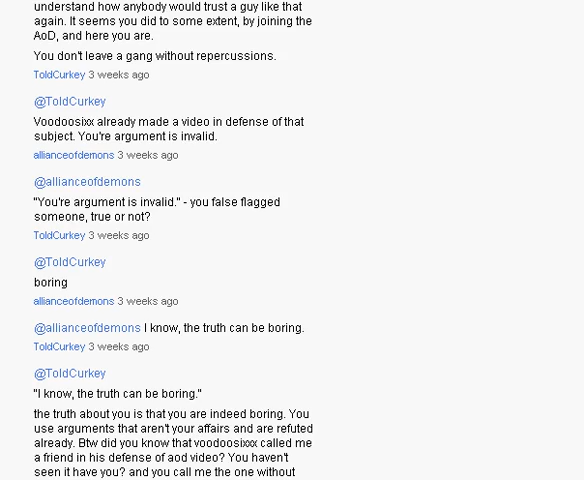 understand how anybody would trust a guy like that
again. It seems you did to some extent, by joining the
AoD, and here you are.
You don't leave a gang without repercussions.
ToldCurkey 3 weeks ago
@ToldCurkey
Voodoosixx already made a video in defense of that
subject. You're argument is invalid.
allianceofdemons 3 weeks ago
@allianceofdemons
"You're argument is invalid." - you false flagged
someone, true or not?
ToldCurkey 3 weeks ago
@ToldCurkey
boring
allianceofdemons 3 weeks ago
@allianceofdemons I know, the truth can be boring.
ToldCurkey 3 weeks ago
@ToldCurkey
"I know, the truth can be boring."
the truth about you is that you are indeed boring. You
use arguments that aren't your affairs and are refuted
already. Btw did you know that voodoosixx called me
a friend in his defense of aod video? You haven't
seen it have you? and you call me the one without